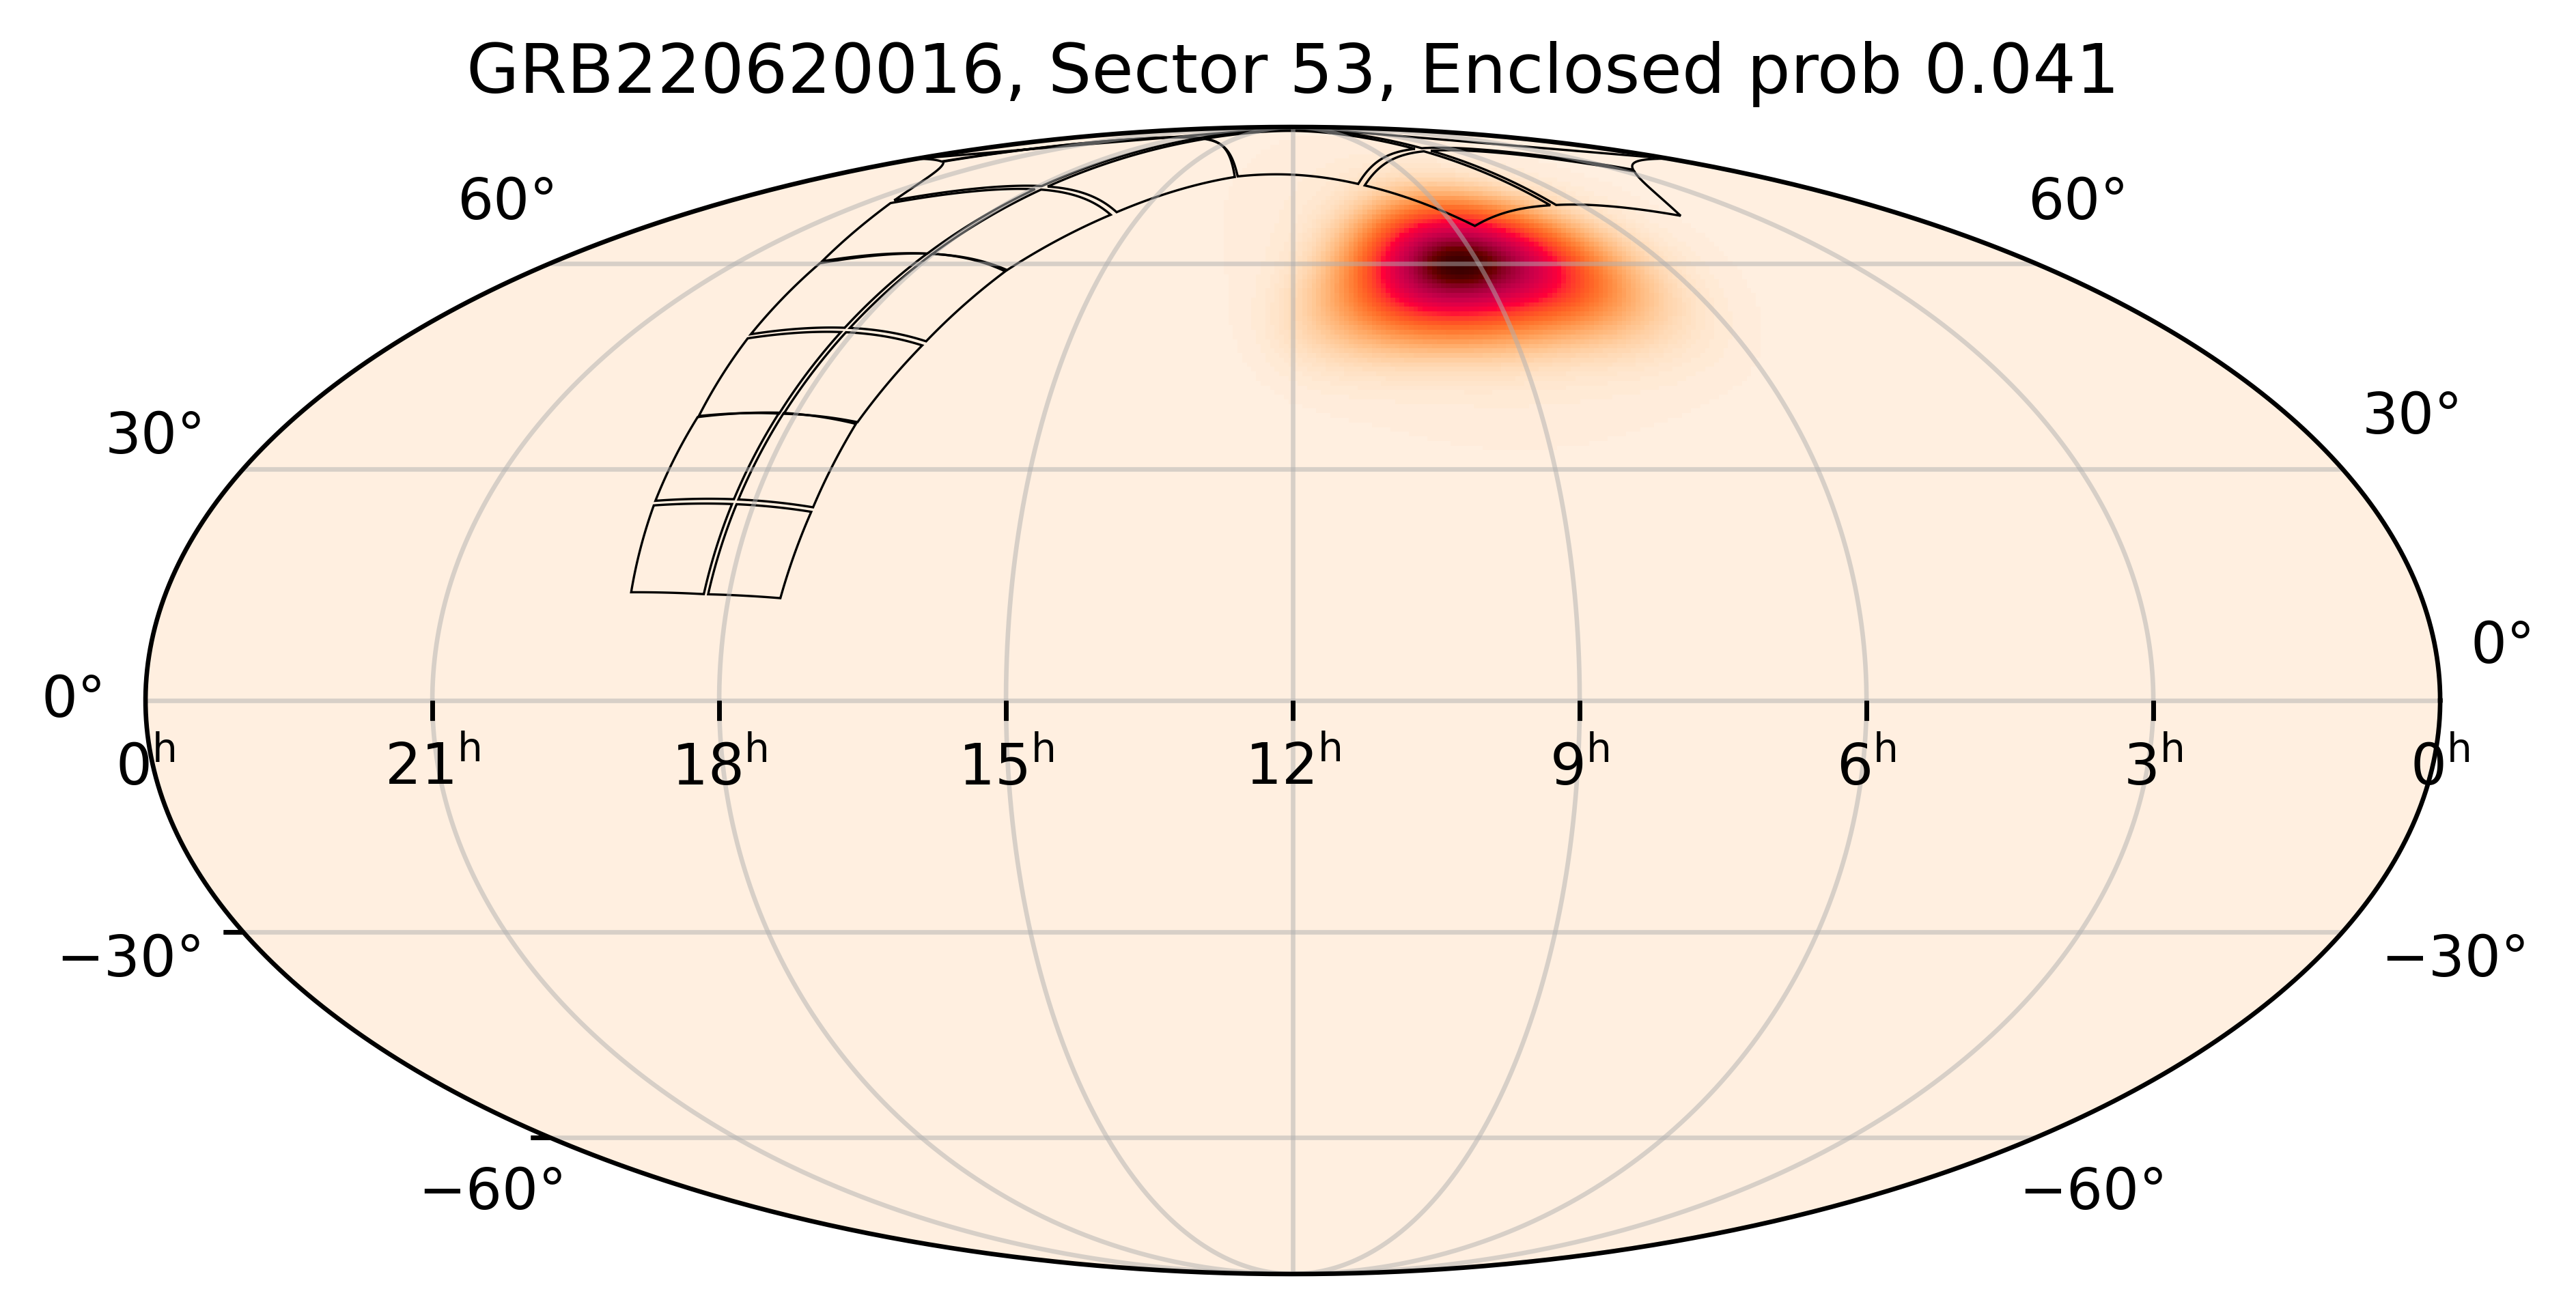 GRB220620016, Sector 53, Enclosed prob 0.041
60° 60°
30° 30°
0° 0°
0h 21h 18h 15h 12h 9h 6h 3h 0h
−30° −30°
−60° −60°